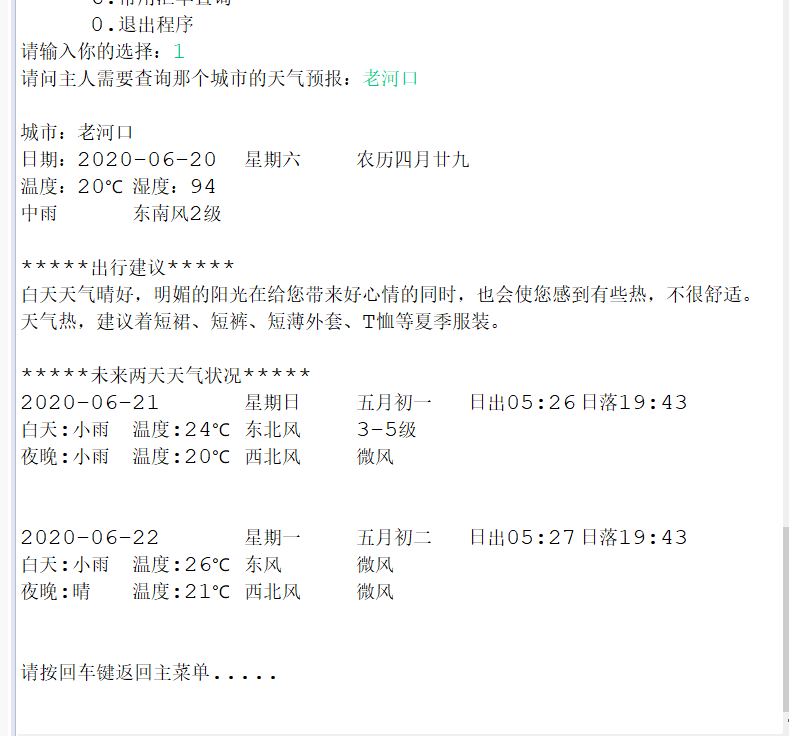 0.退出程序
请输入你的选择：1
请问主人需要查询那个城市的天气预报：老河口
城市：老河口
日期：2020-06-20 星期六 农历四月廿九
温度：20℃ 湿度：94
中雨 东南风2级
*****出行建议*****
白天天气晴好，明媚的阳光在给您带来好心情的同时，也会使您感到有些热，不很舒适。
天气热，建议着短裙、短裤、短薄外套、T恤等夏季服装。
*****未来两天天气状况*****
2020-06-21 星期日 五月初一 日出05:26 日落19:43
白天:小雨 温度:24℃ 东北风 3-5级
夜晚:小雨 温度:20℃ 西北风 微风
2020-06-22 星期一 五月初二 日出05:27 日落19:43
白天:小雨 温度:26℃ 东风 微风
夜晚:晴 温度:21℃ 西北风 微风
请按回车键返回主菜单.....